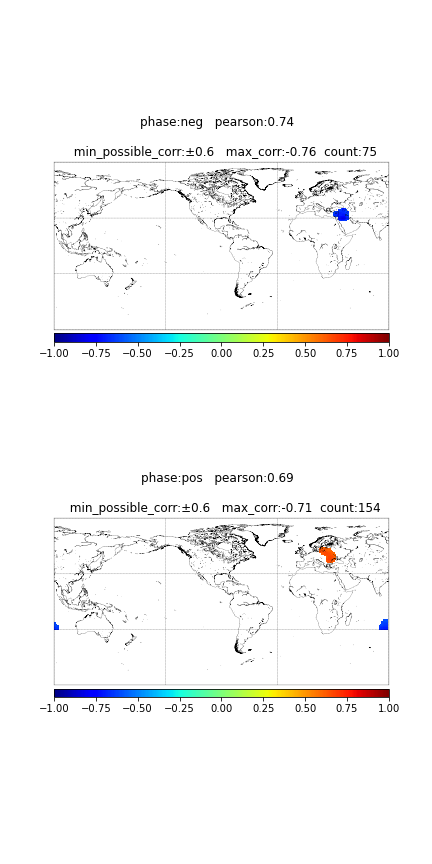 phase:neg   pearson:0.74
min_possible_corr:±0.6   max_corr:-0.76  count:75
−1.00 −0.75 −0.50 −0.25 0.00 0.25 0.50 0.75 1.00
phase:pos   pearson:0.69
min_possible_corr:±0.6   max_corr:-0.71  count:154
−1.00 −0.75 −0.50 −0.25 0.00 0.25 0.50 0.75 1.00